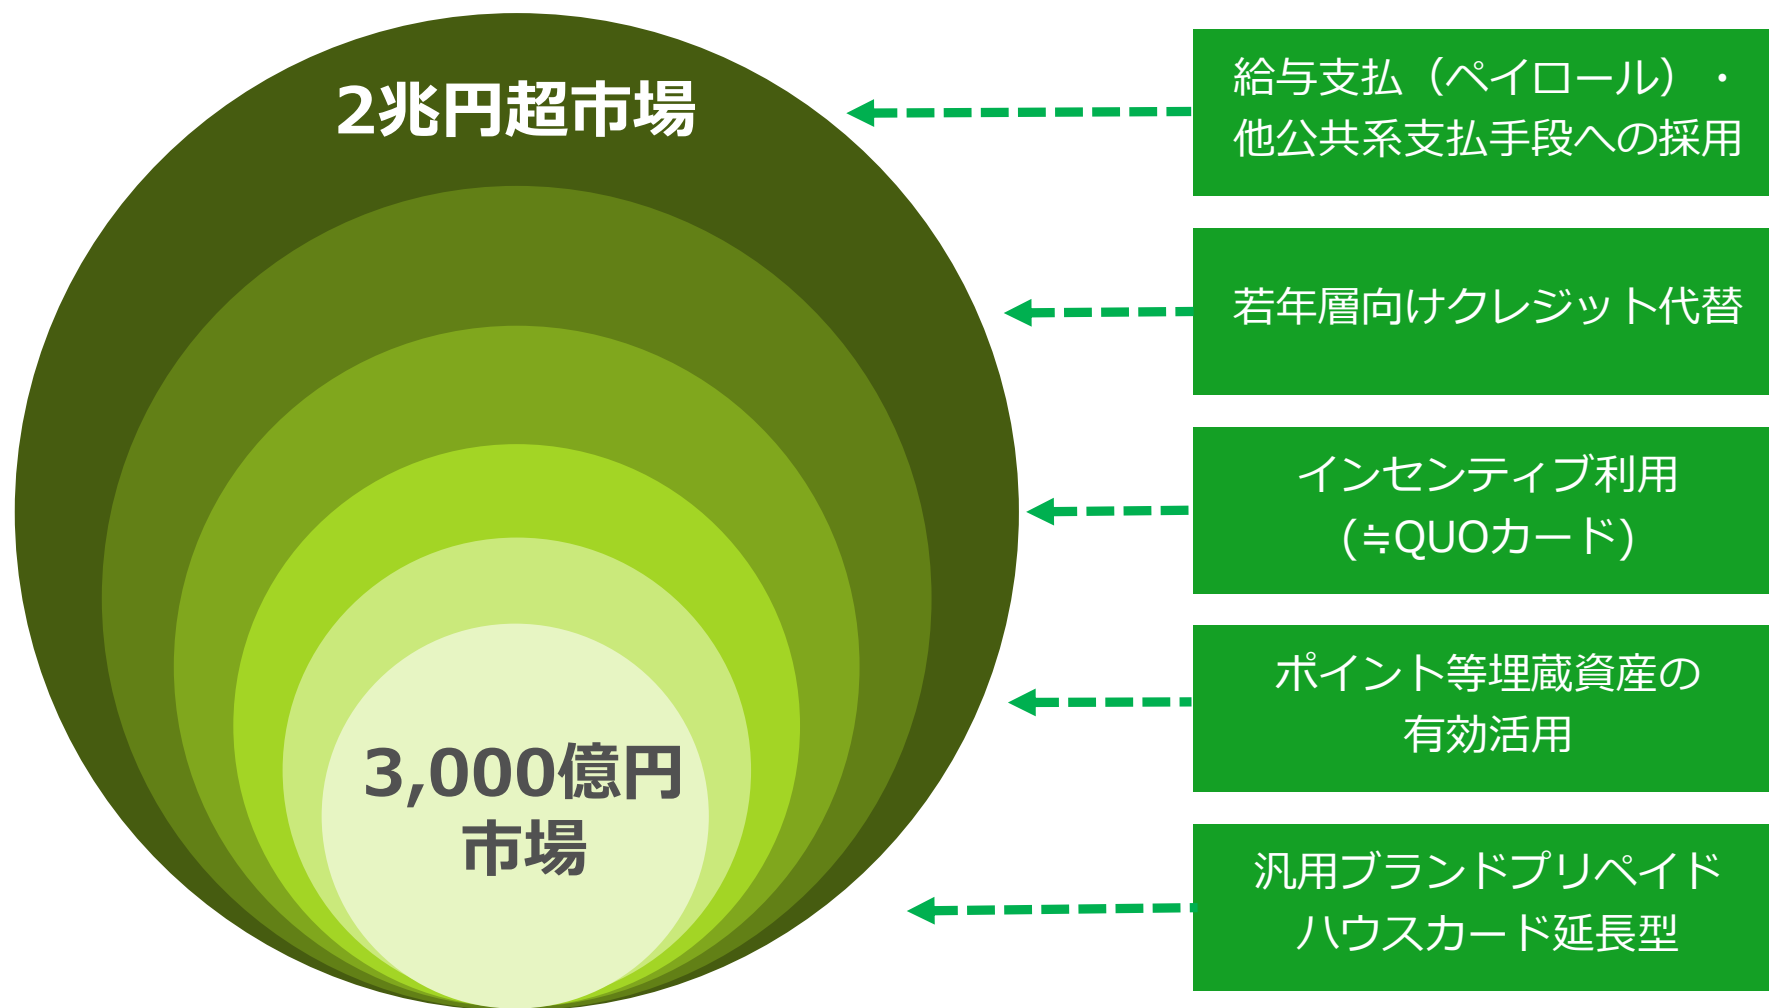 2兆円超市場
給与支払（ペイロール）・
他公共系支払手段への採用
若年層向けクレジット代替
インセンティブ利用
(≒QUOカード)
ポイント等埋蔵資産の
有効活用
3,000億円
市場
汎用ブランドプリペイド
ハウスカード延長型